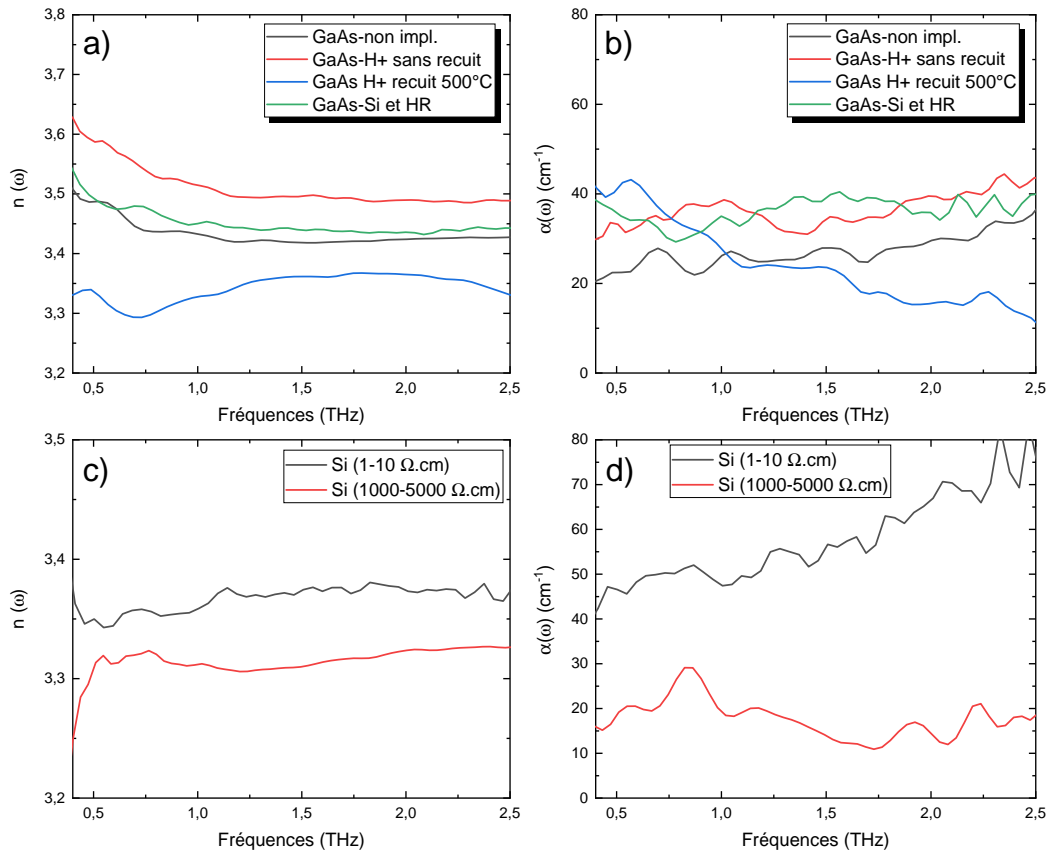 a)
GaAs-non impl.
GaAs-H+ sans recuit
GaAs H+ recuit 500°C
GaAs-Si et HR
3,8
3,7
3,6
3,5
3,4
3,3
3,2
n (ω)
0,5 1,0 1,5 2,0 2,5
Fréquences (THz)
b)
GaAs-non impl.
GaAs-H+ sans recuit
GaAs H+ recuit 500°C
GaAs-Si et HR
80
60
40
20
0
α(ω) (cm⁻¹)
0,5 1,0 1,5 2,0 2,5
Fréquences (THz)
c)
Si (1-10 Ω.cm)
Si (1000-5000 Ω.cm)
3,5
3,4
3,3
3,2
n (ω)
0,5 1,0 1,5 2,0 2,5
Fréquences (THz)
d)
Si (1-10 Ω.cm)
Si (1000-5000 Ω.cm)
80
70
60
50
40
30
20
10
0
α(ω) (cm⁻¹)
0,5 1,0 1,5 2,0 2,5
Fréquences (THz)